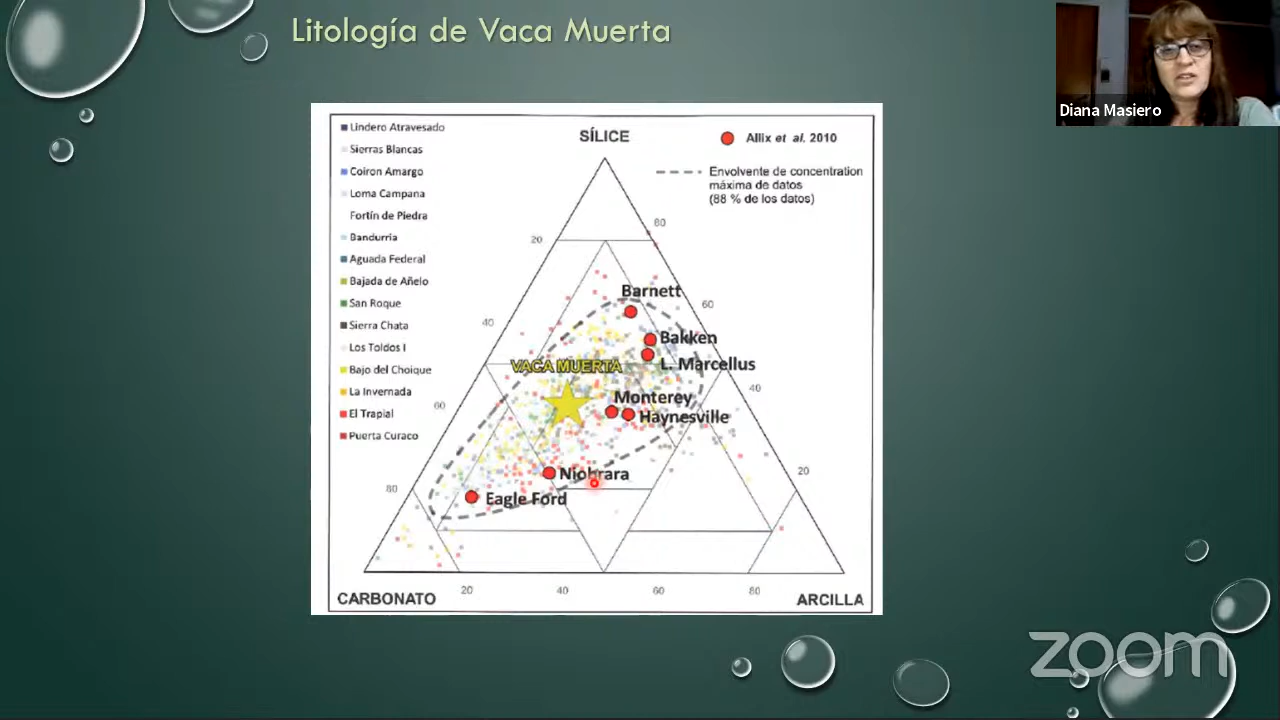 Litología de Vaca Muerta
Diana Masiero
Lindero Atravesado
Sierras Blancas
Coiron Amargo
Loma Campana
Fortín de Piedra
Bandurria
Aguada Federal
Bajada de Añelo
San Roque
Sierra Chata
Los Toldos I
Bajo del Choique
La Invernada
El Trapial
Puerta Curaco
SÍLICE
Allix et al. 2010
Envolvente de concentration
máxima de datos
(88 % de los datos)
80
20
Barnett
60
40
Bakken
VACA MUERTA
L. Marcellus
40
Monterey
60
Haynesville
20
Niobrara
80
Eagle Ford
20
40
60
80
CARBONATO
ARCILLA
zoom